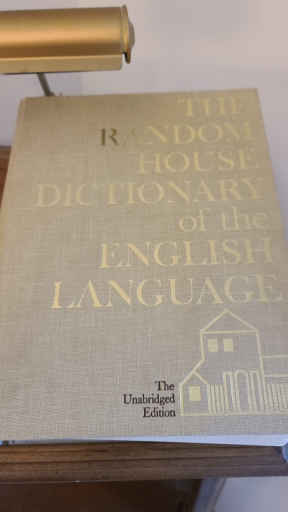 THE
RANDOM
HOUSE
DICTIONARY
of the
ENGLISH
LANGUAGE
The
Unabridged
Edition